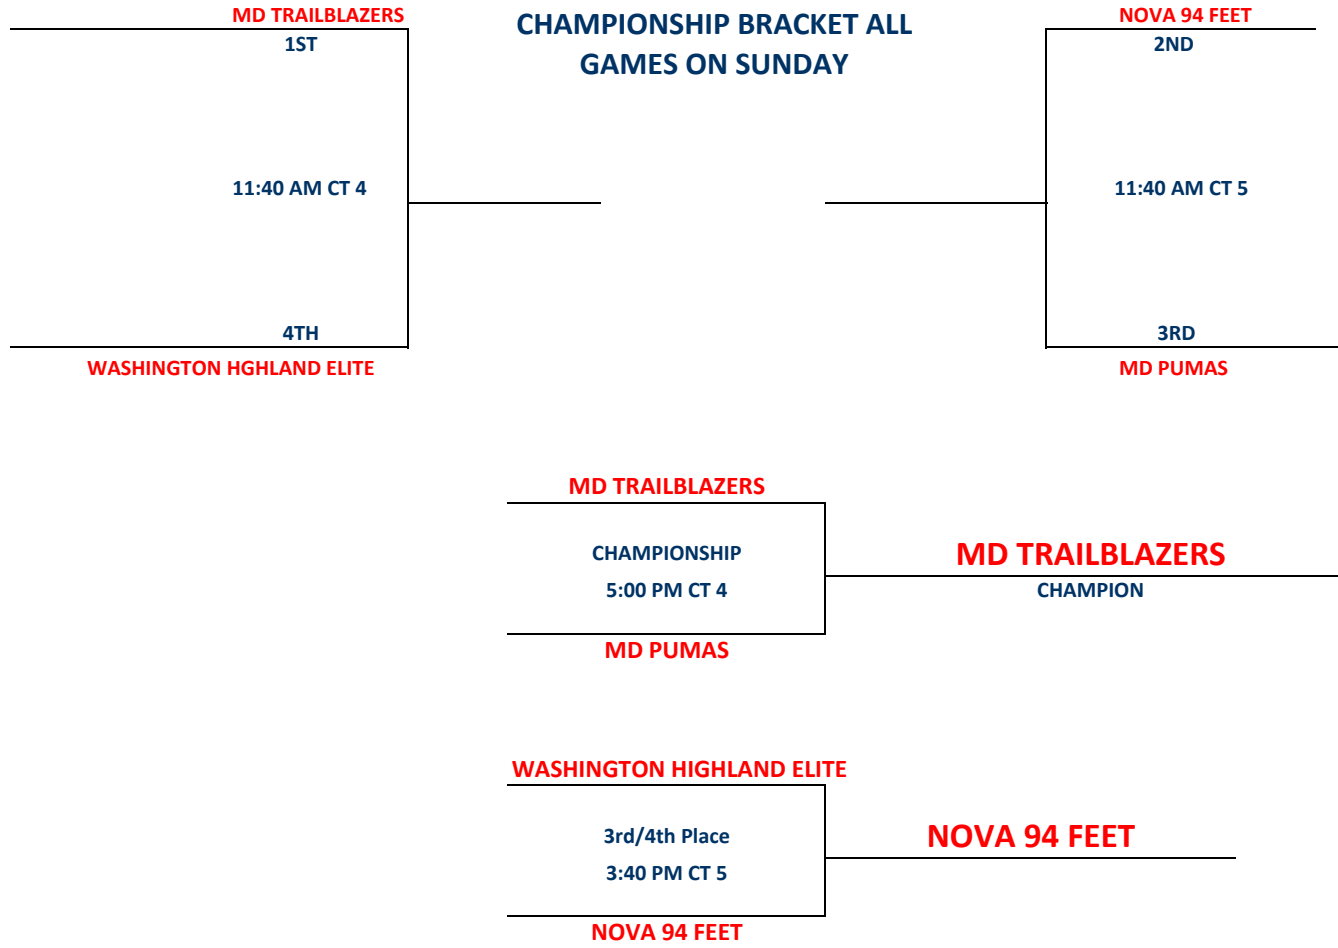 MD TRAILBLAZERS
1ST
CHAMPIONSHIP BRACKET ALL
GAMES ON SUNDAY
NOVA 94 FEET
2ND
11:40 AM CT 4
11:40 AM CT 5
4TH
WASHINGTON HGHLAND ELITE
3RD
MD PUMAS
MD TRAILBLAZERS
CHAMPIONSHIP
5:00 PM CT 4
MD PUMAS
MD TRAILBLAZERS
CHAMPION
WASHINGTON HIGHLAND ELITE
3rd/4th Place
3:40 PM CT 5
NOVA 94 FEET
NOVA 94 FEET